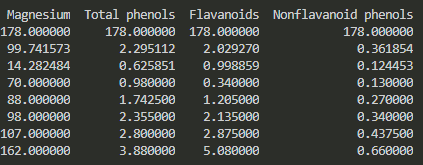 Magnesium Total phenols Flavanoids Nonflavanoid phenols
178.000000 178.000000 178.000000 178.000000
99.741573 2.295112 2.029270 0.361854
14.282484 0.625851 0.998859 0.124453
70.000000 0.980000 0.340000 0.130000
88.000000 1.742500 1.205000 0.270000
98.000000 2.355000 2.135000 0.340000
107.000000 2.800000 2.875000 0.437500
162.000000 3.880000 5.080000 0.660000